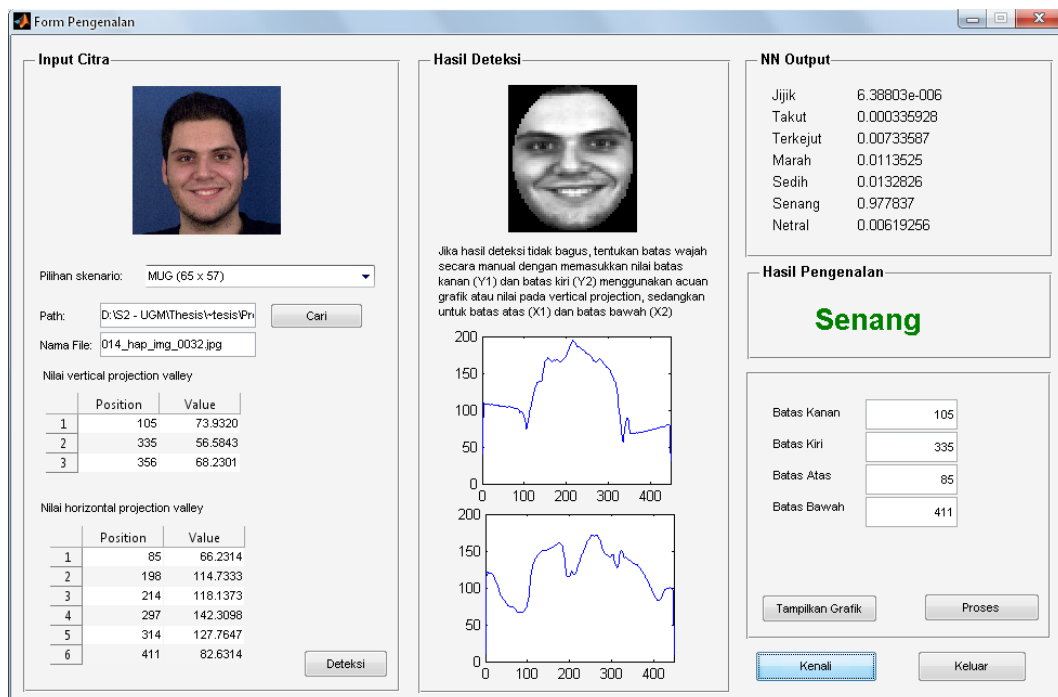 Form Pengenalan
Input Citra
Pilihan skenario: MUG (65 x 57)
Path: D:\S2 - UGM\Thesis\~tesis\Pr Cari
Nama File: 014_hap_img_0032.jpg
Nilai vertical projection valley
Position Value
1 105 73.9320
2 335 56.5843
3 356 68.2301
Nilai horizontal projection valley
Position Value
1 85 66.2314
2 198 114.7333
3 214 118.1373
4 297 142.3098
5 314 127.7647
6 411 82.6314
Deteksi
Hasil Deteksi
Jika hasil deteksi tidak bagus, tentukan batas wajah
secara manual dengan memasukkan nilai batas
kanan (Y1) dan batas kiri (Y2) menggunakan acuan
grafik atau nilai pada vertical projection, sedangkan
untuk batas atas (X1) dan batas bawah (X2)
200
150
100
50
0
0 100 200 300 400
200
150
100
50
0
0 100 200 300 400
NN Output
Jijik 6.38803e-006
Takut 0.000335928
Terkejut 0.00733587
Marah 0.0113525
Sedih 0.0132826
Senang 0.977837
Netral 0.00619256
Hasil Pengenalan
Senang
Batas Kanan 105
Batas Kiri 335
Batas Atas 85
Batas Bawah 411
Tampilkan Grafik Proses
Kenali Keluar